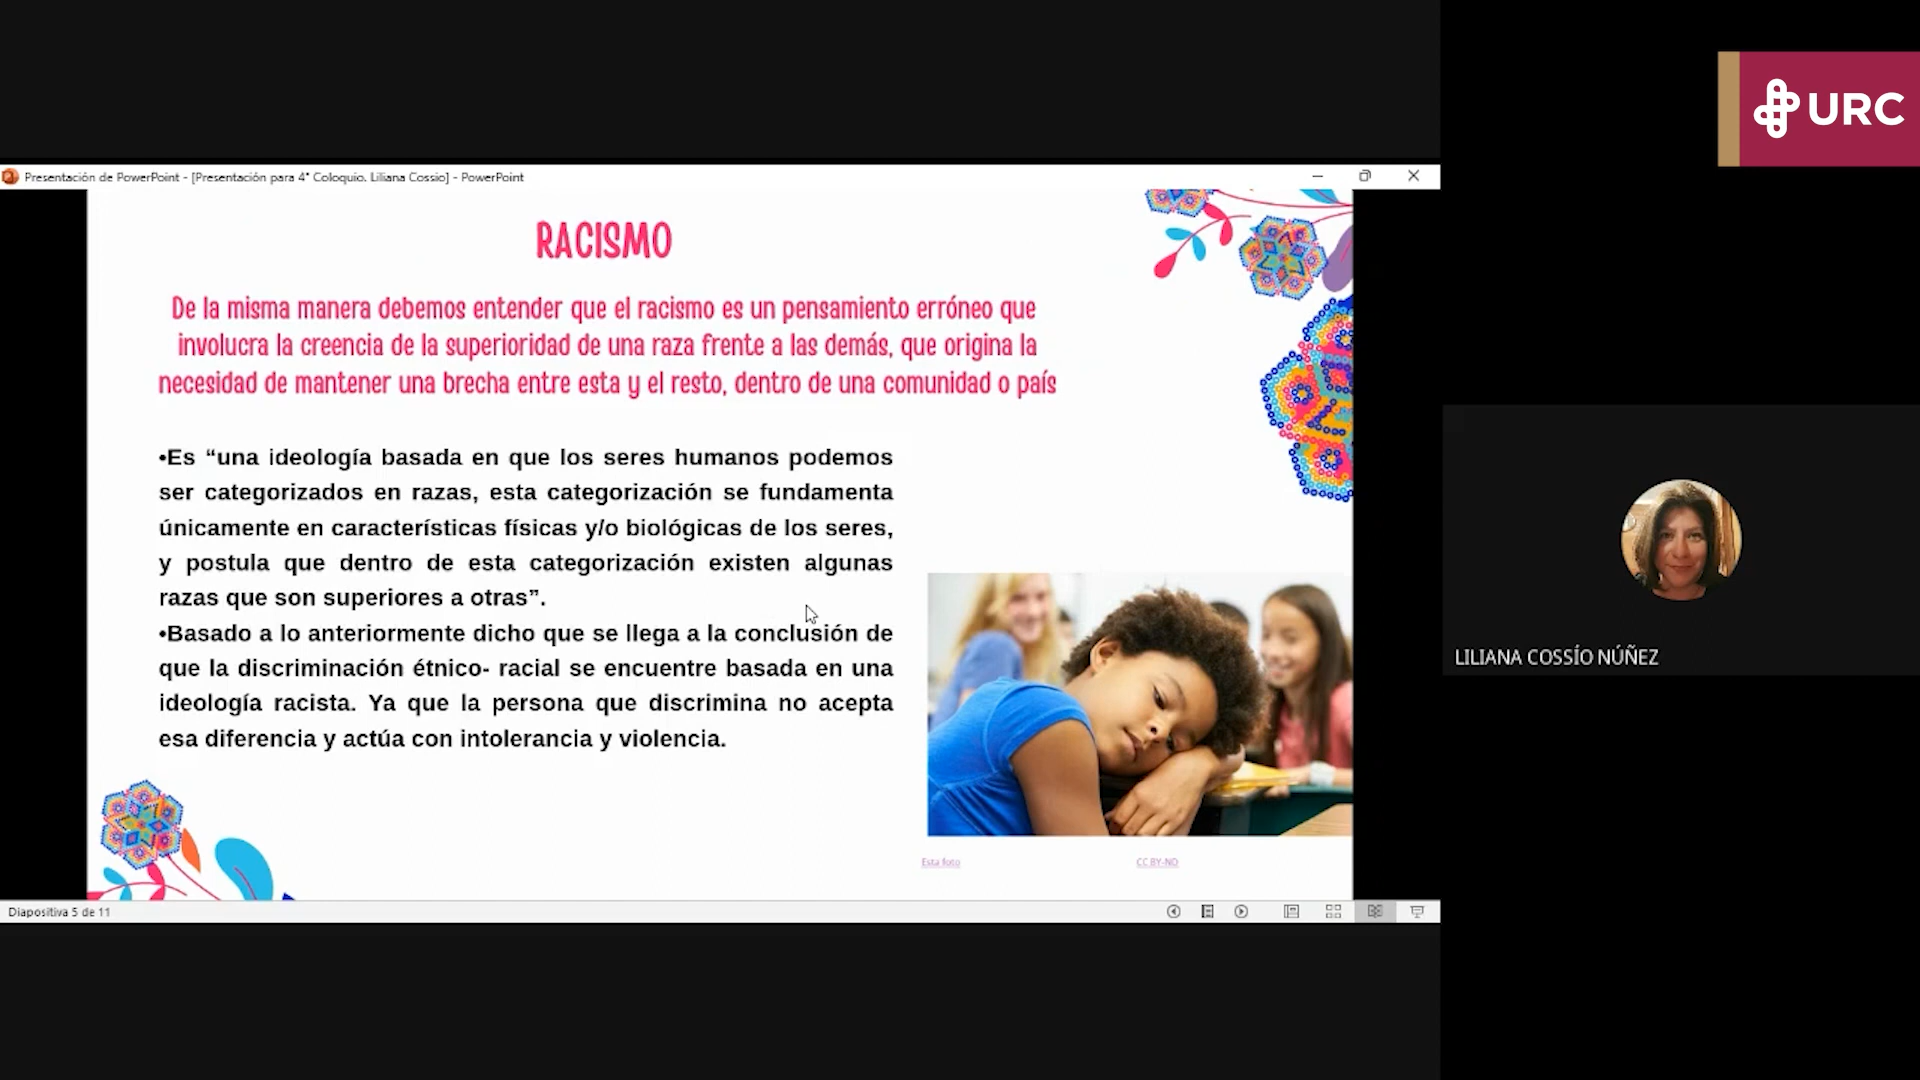 URC
Presentación de PowerPoint - [Presentación para 4° Coloquio. Liliana Cossio] - PowerPoint
RACISMO
De la misma manera debemos entender que el racismo es un pensamiento erróneo que
involucra la creencia de la superioridad de una raza frente a las demás, que origina la
necesidad de mantener una brecha entre esta y el resto, dentro de una comunidad o país
•Es “una ideología basada en que los seres humanos podemos
ser categorizados en razas, esta categorización se fundamenta
únicamente en características físicas y/o biológicas de los seres,
y postula que dentro de esta categorización existen algunas
razas que son superiores a otras”.
•Basado a lo anteriormente dicho que se llega a la conclusión de
que la discriminación étnico- racial se encuentre basada en una
ideología racista. Ya que la persona que discrimina no acepta
esa diferencia y actúa con intolerancia y violencia.
Esta foto
CC BY-ND
LILIANA COSSÍO NÚÑEZ
Diapositiva 5 de 11